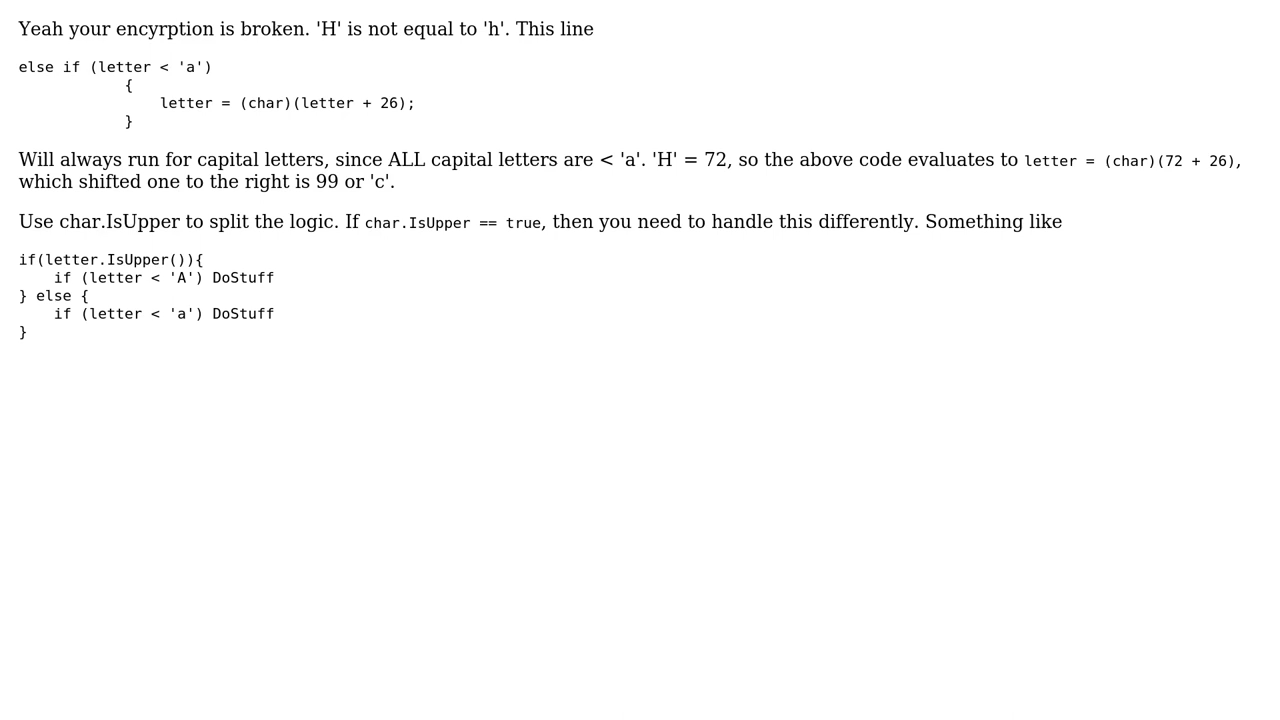 Yeah your encyrption is broken. 'H' is not equal to 'h'. This line
else if (letter < 'a')
            {
                letter = (char)(letter + 26);
            }
Will always run for capital letters, since ALL capital letters are < 'a'. 'H' = 72, so the above code evaluates to letter = (char)(72 + 26),
which shifted one to the right is 99 or 'c'.
Use char.IsUpper to split the logic. If char.IsUpper == true, then you need to handle this differently. Something like
if(letter.IsUpper()){
    if (letter < 'A') DoStuff
} else {
    if (letter < 'a') DoStuff
}